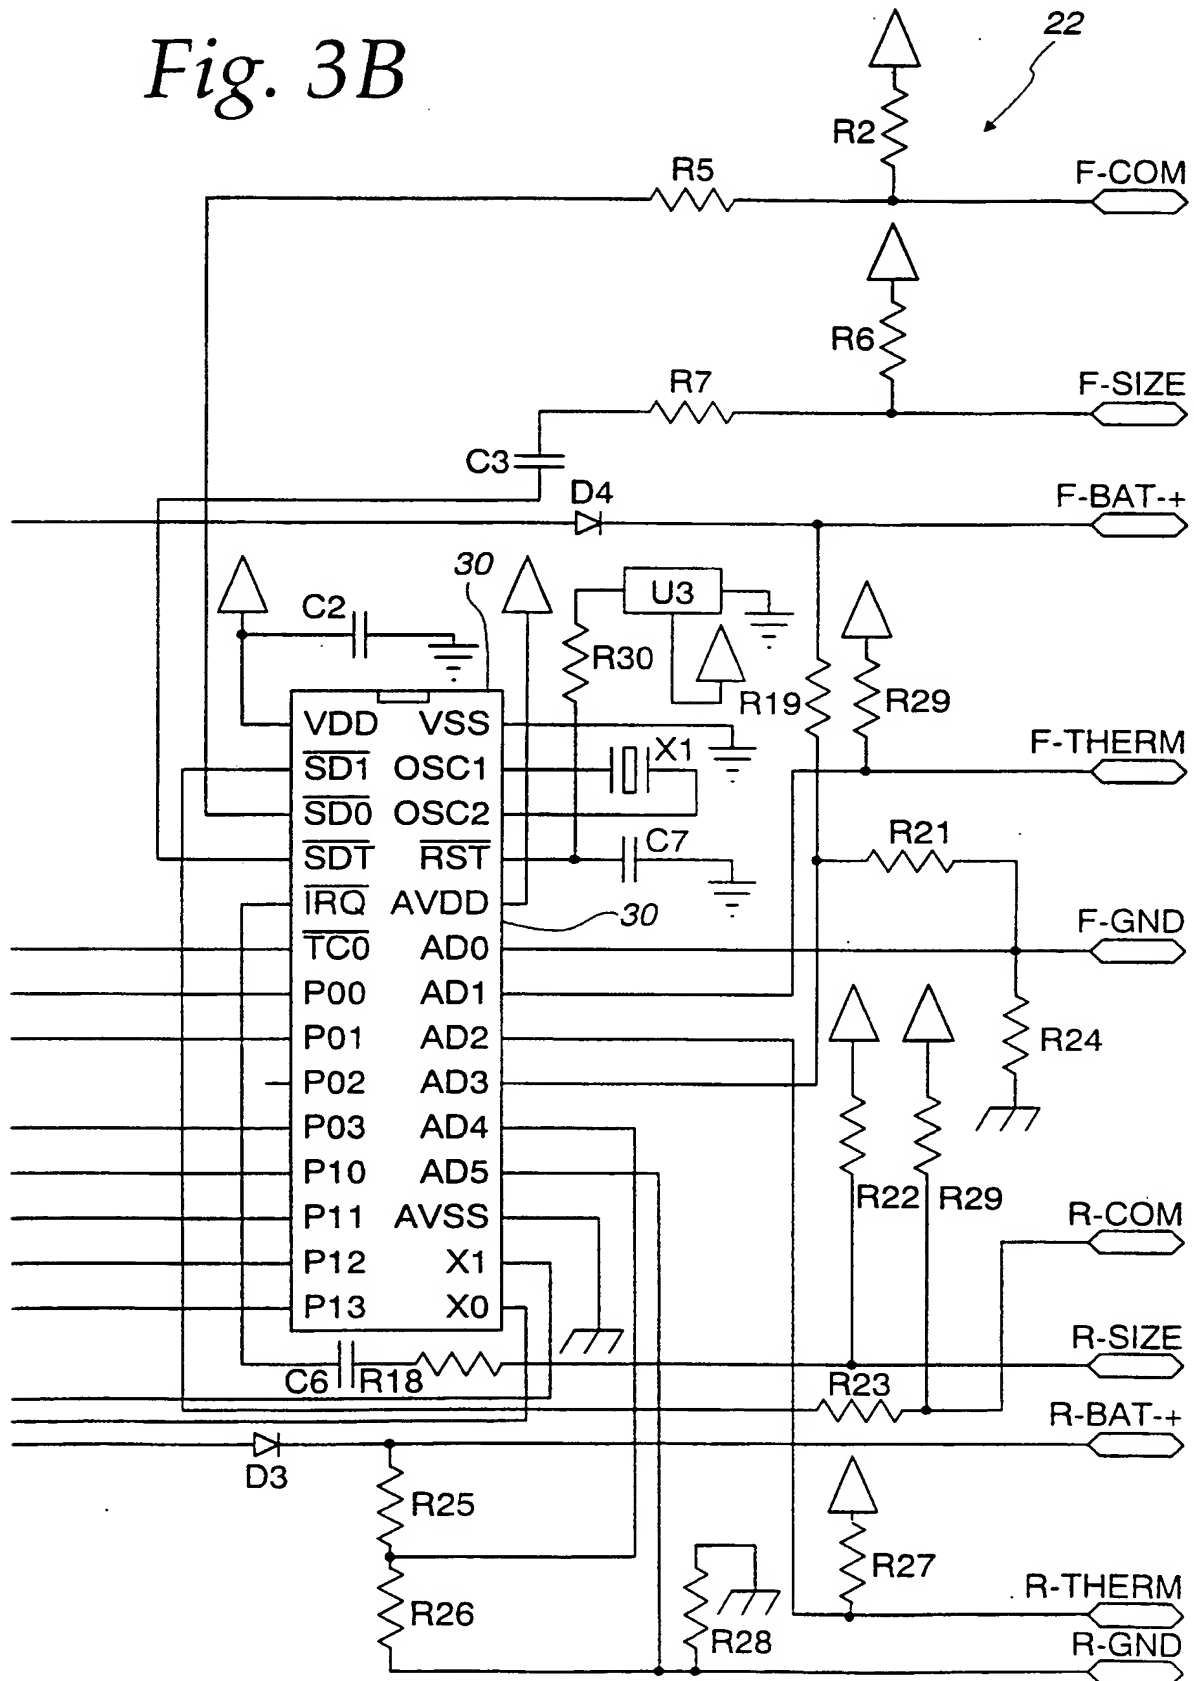 Fig. 3B
22
R2
R5
F-COM
R6
R7
F-SIZE
C3
D4
F-BAT-+
30
C2
U3
R30
R19
R29
F-THERM
VDD VSS
SD1 OSC1
X1
SD0 OSC2
SDT RST
C7
R21
IRQ AVDD
30
F-GND
TC0 AD0
P00 AD1
P01 AD2
R24
P02 AD3
P03 AD4
P10 AD5
R22
R29
R-COM
P11 AVSS
P12 X1
P13 X0
R-SIZE
C6
R18
R23
R-BAT-+
D3
R25
R27
R-THERM
R26
R28
R-GND